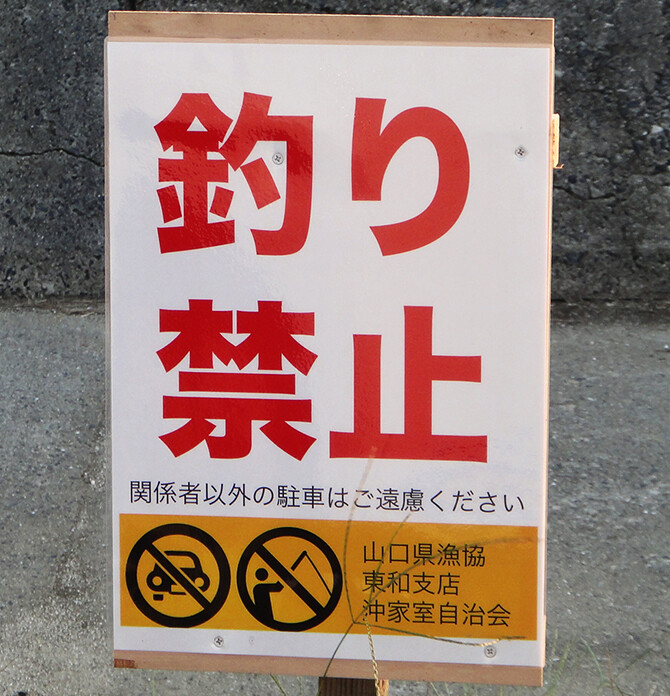 釣り
禁止
関係者以外の駐車はご遠慮ください
山口県漁協
東和支店
沖家室自治会